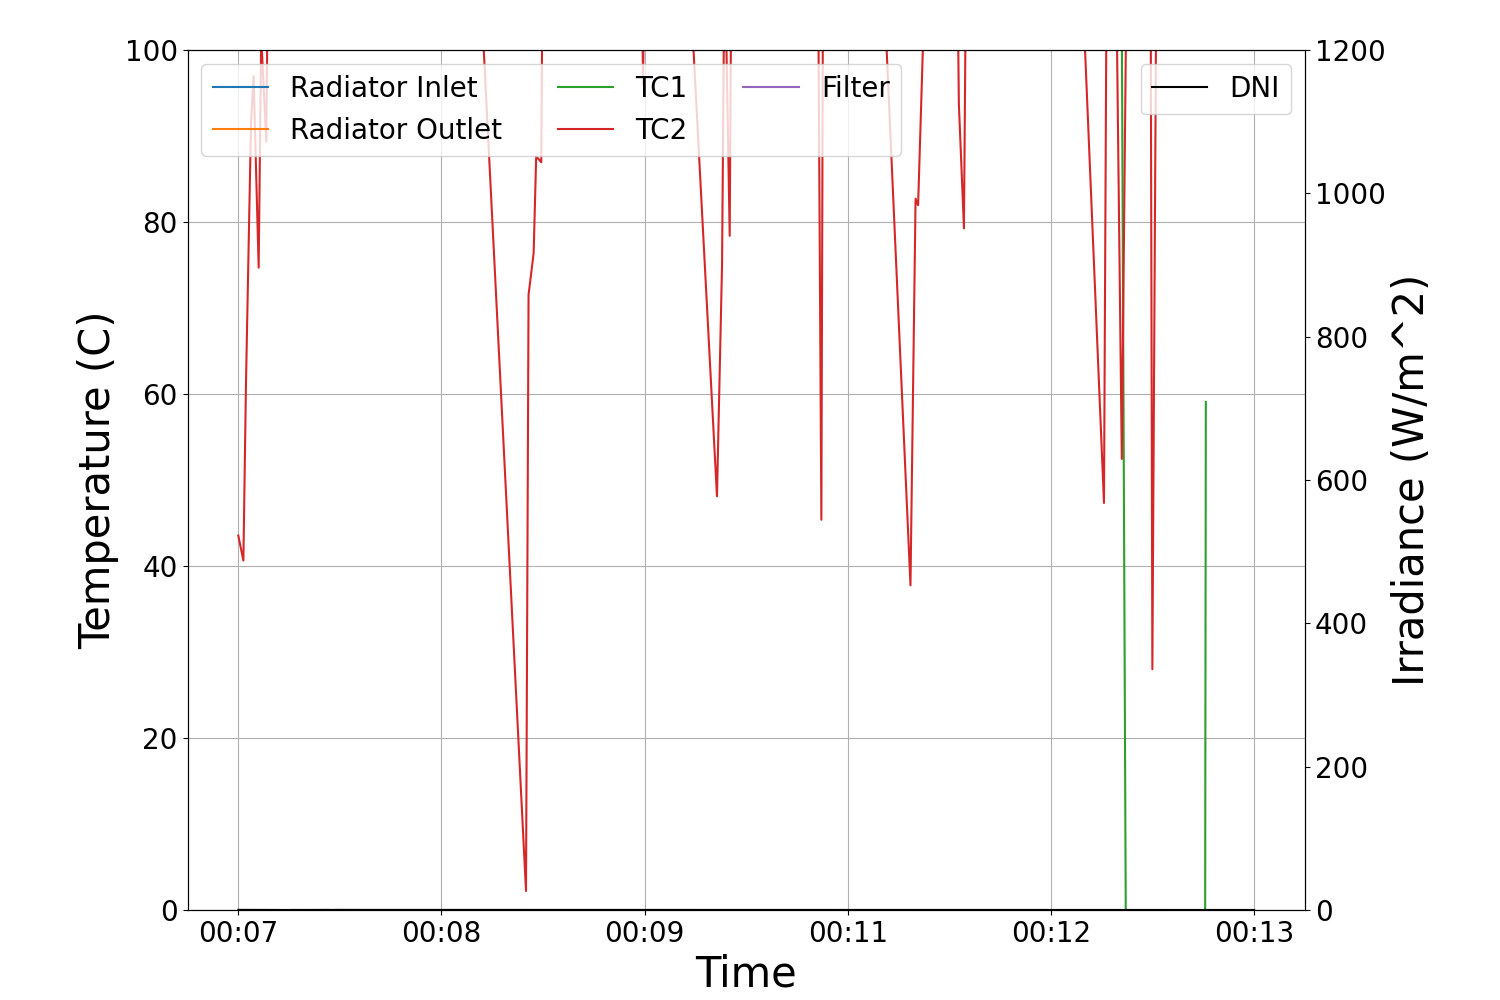 100
80
60
40
20
0
Temperature (C)
Radiator Inlet
Radiator Outlet
TC1
TC2
Filter
DNI
1200
1000
800
600
400
200
0
Irradiance (W/m^2)
00:07 00:08 00:09 00:11 00:12 00:13
Time